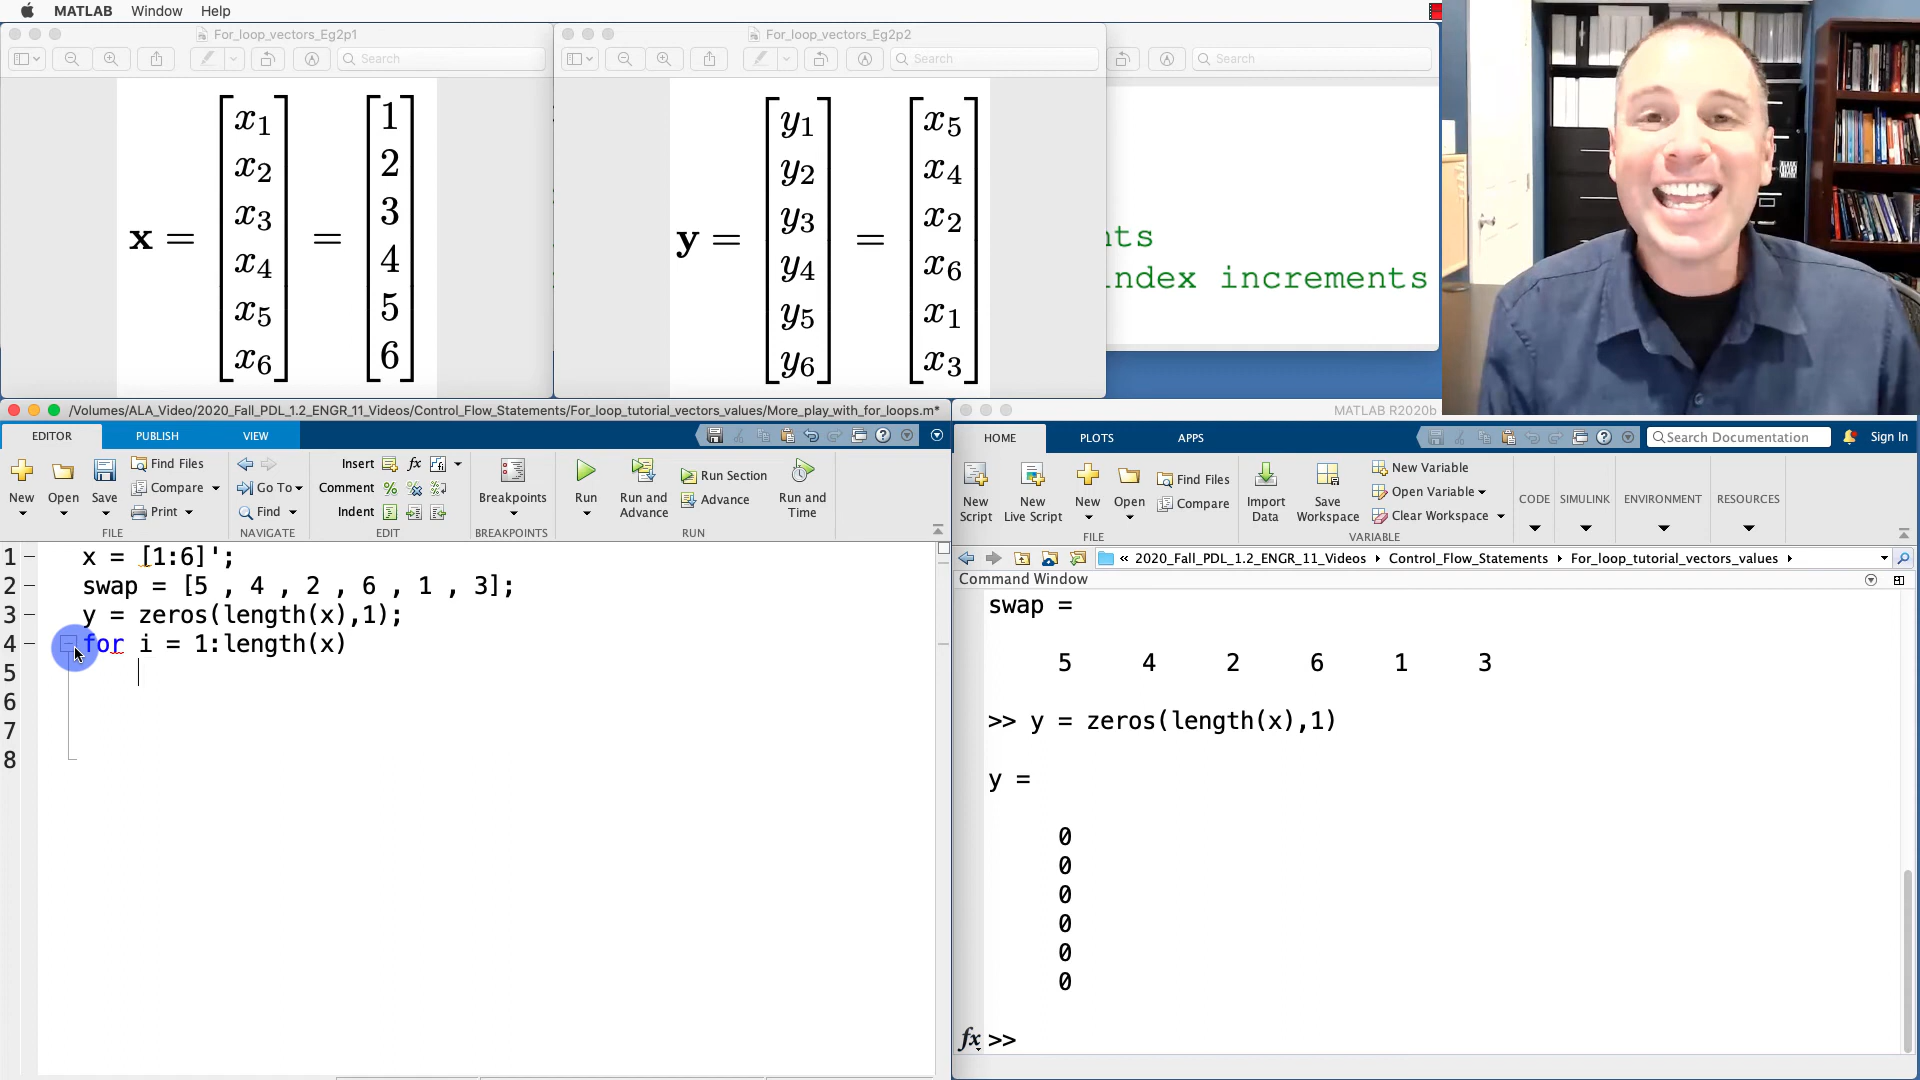 MATLAB Window Help
For_loop_vectors_Eg2p1
Search
x = [x1 x2 x3 x4 x5 x6] = [1 2 3 4 5 6]
For_loop_vectors_Eg2p2
Search
y = [y1 y2 y3 y4 y5 y6] = [x5 x4 x2 x6 x1 x3]
Search
nts
index increments
/Volumes/ALA_Video/2020_Fall_PDL_1.2_ENGR_11_Videos/Control_Flow_Statements/For_loop_tutorial_vectors_values/More_play_with_for_loops.m*
EDITOR PUBLISH VIEW
New Open Save
Find Files
Compare
Print
FILE
Go To
Find
NAVIGATE
Insert fx
Comment % % %
Indent
EDIT
Breakpoints
BREAKPOINTS
Run
Run and Advance
Run Section
Advance
Run and Time
RUN
1 x = [1:6]';
2 swap = [5 , 4 , 2 , 6 , 1 , 3];
3 y = zeros(length(x),1);
4 for i = 1:length(x)
5
6
7
8
MATLAB R2020b
HOME PLOTS APPS
Search Documentation
Sign In
New Script
New Live Script
New
Open
Find Files
Compare
FILE
Import Data
Save Workspace
New Variable
Open Variable
Clear Workspace
VARIABLE
CODE
SIMULINK
ENVIRONMENT
RESOURCES
« 2020_Fall_PDL_1.2_ENGR_11_Videos Control_Flow_Statements For_loop_tutorial_vectors_values
Command Window
swap =
5 4 2 6 1 3
>> y = zeros(length(x),1)
y =
0
0
0
0
0
0
fx >>